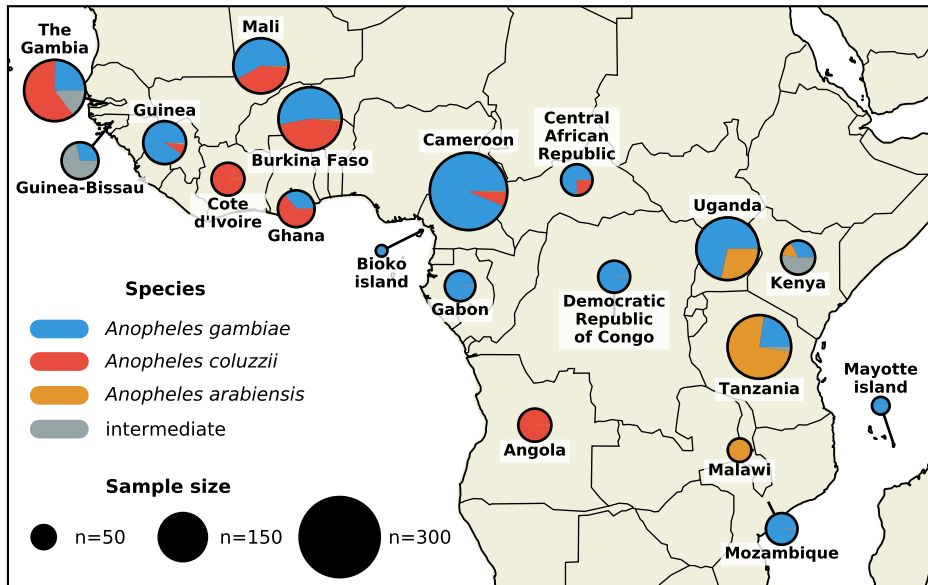 The
Gambia
Mali
Guinea
Burkina Faso
Guinea-Bissau
Cote
d'Ivoire
Ghana
Cameroon
Central
African
Republic
Bioko
island
Gabon
Democratic
Republic
of Congo
Uganda
Kenya
Tanzania
Mayotte
island
Angola
Malawi
Mozambique
Species
Anopheles gambiae
Anopheles coluzzii
Anopheles arabiensis
intermediate
Sample size
n=50
n=150
n=300